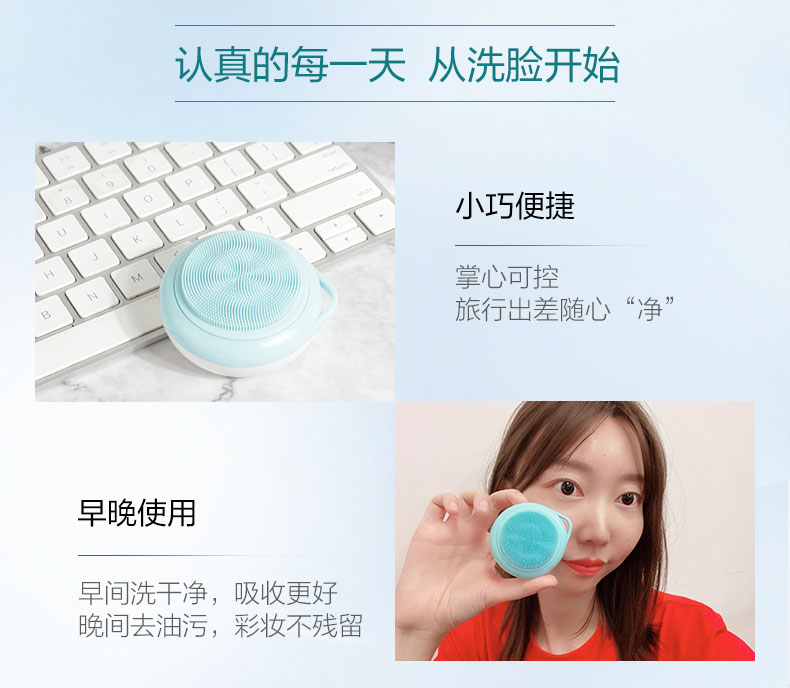 认真的每一天 从洗脸开始
小巧便捷
掌心可控
旅行出差随心“净”
早晚使用
早间洗干净，吸收更好
晚间去油污，彩妆不残留